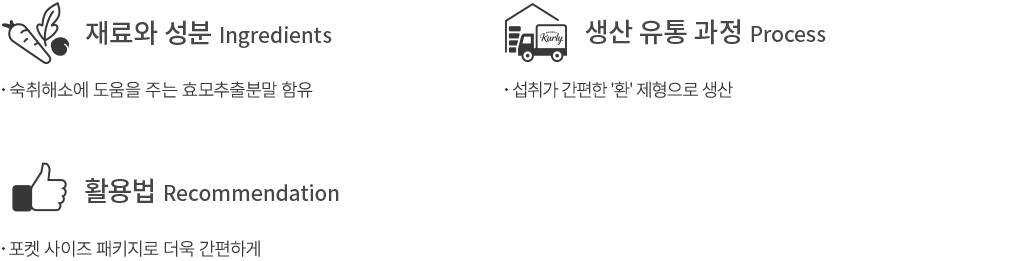 재료와 성분 Ingredients
· 숙취해소에 도움을 주는 효모추출분말 함유
Kurly
생산 유통 과정 Process
· 섭취가 간편한 '환' 제형으로 생산
활용법 Recommendation
· 포켓 사이즈 패키지로 더욱 간편하게